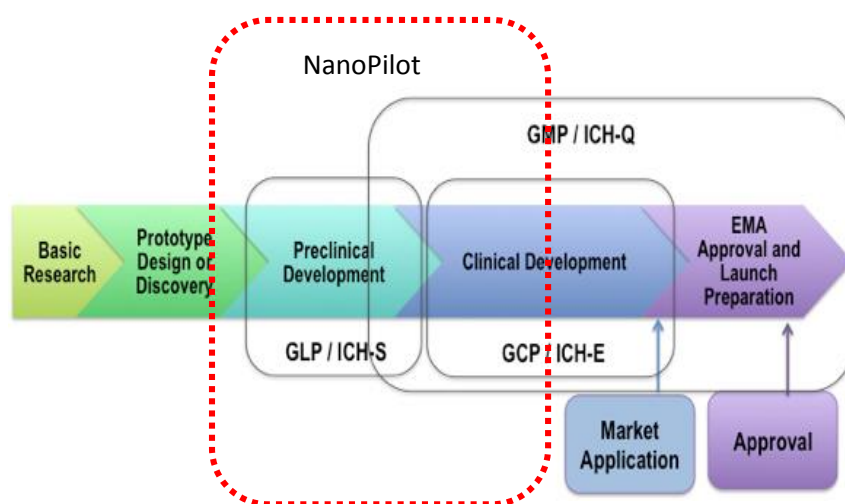 NanoPilot
GMP / ICH-Q
Basic
Research
Prototype
Design or
Discovery
Preclinical
Development
Clinical Development
EMA
Approval and
Launch
Preparation
GLP / ICH-S
GCP / ICH-E
Market
Application
Approval